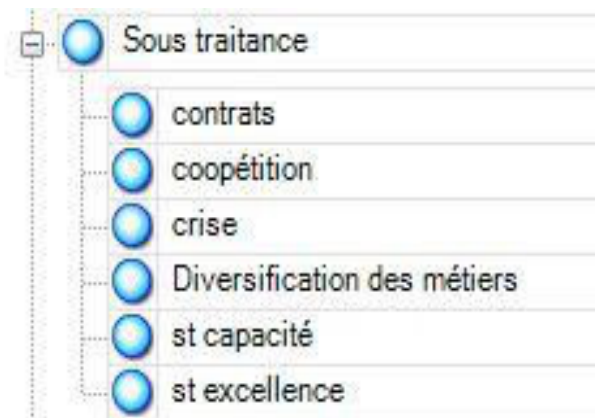 Sous traitance
contrats
coopétition
crise
Diversification des métiers
st capacité
st excellence